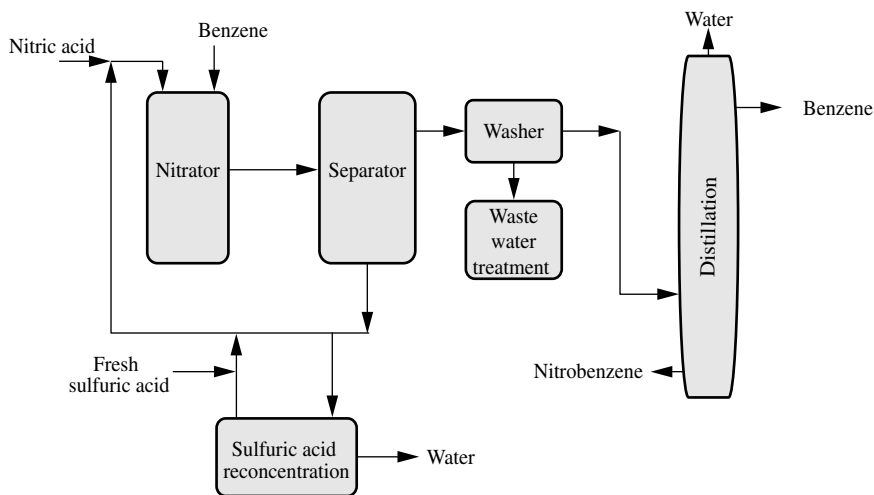 Water
Benzene
Nitric acid
Benzene
Nitrator
Separator
Washer
Waste
water
treatment
Distillation
Fresh
sulfuric acid
Nitrobenzene
Sulfuric acid
reconcentration
Water